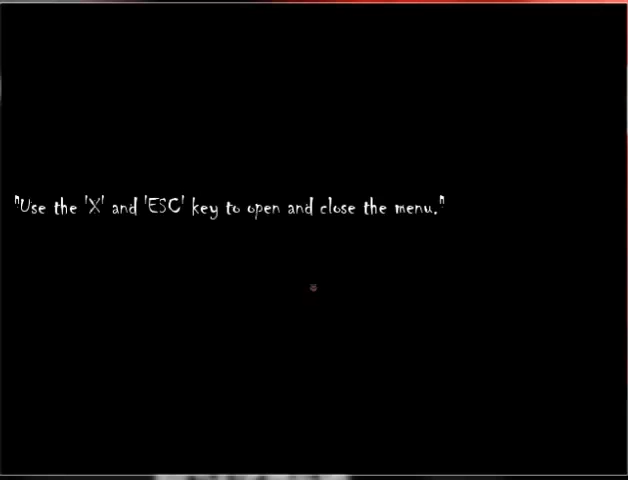 "Use the 'X' and 'ESC' key to open and close the menu."